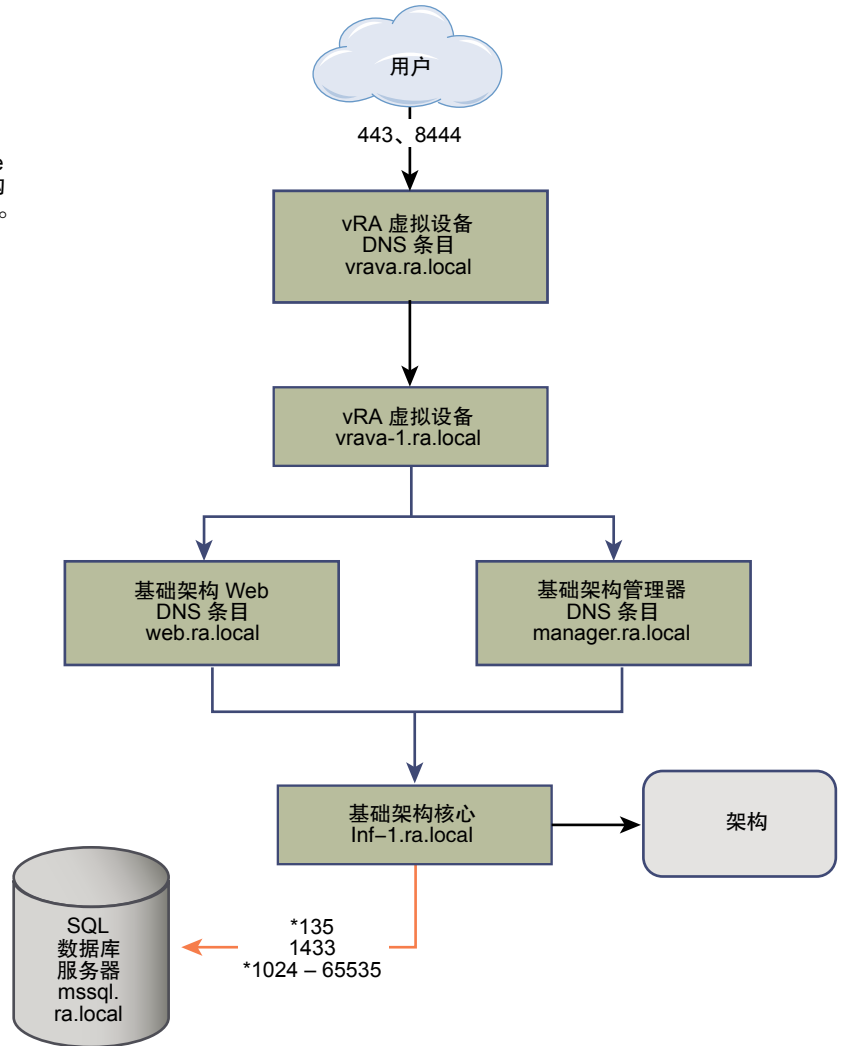 用户
443、8444
e
构
。
vRA 虚拟设备
DNS 条目
vrava.ra.local
vRA 虚拟设备
vrava-1.ra.local
基础架构 Web
DNS 条目
web.ra.local
基础架构管理器
DNS 条目
manager.ra.local
基础架构核心
Inf–1.ra.local
架构
SQL
数据库
服务器
mssql.
ra.local
*135
1433
*1024 – 65535